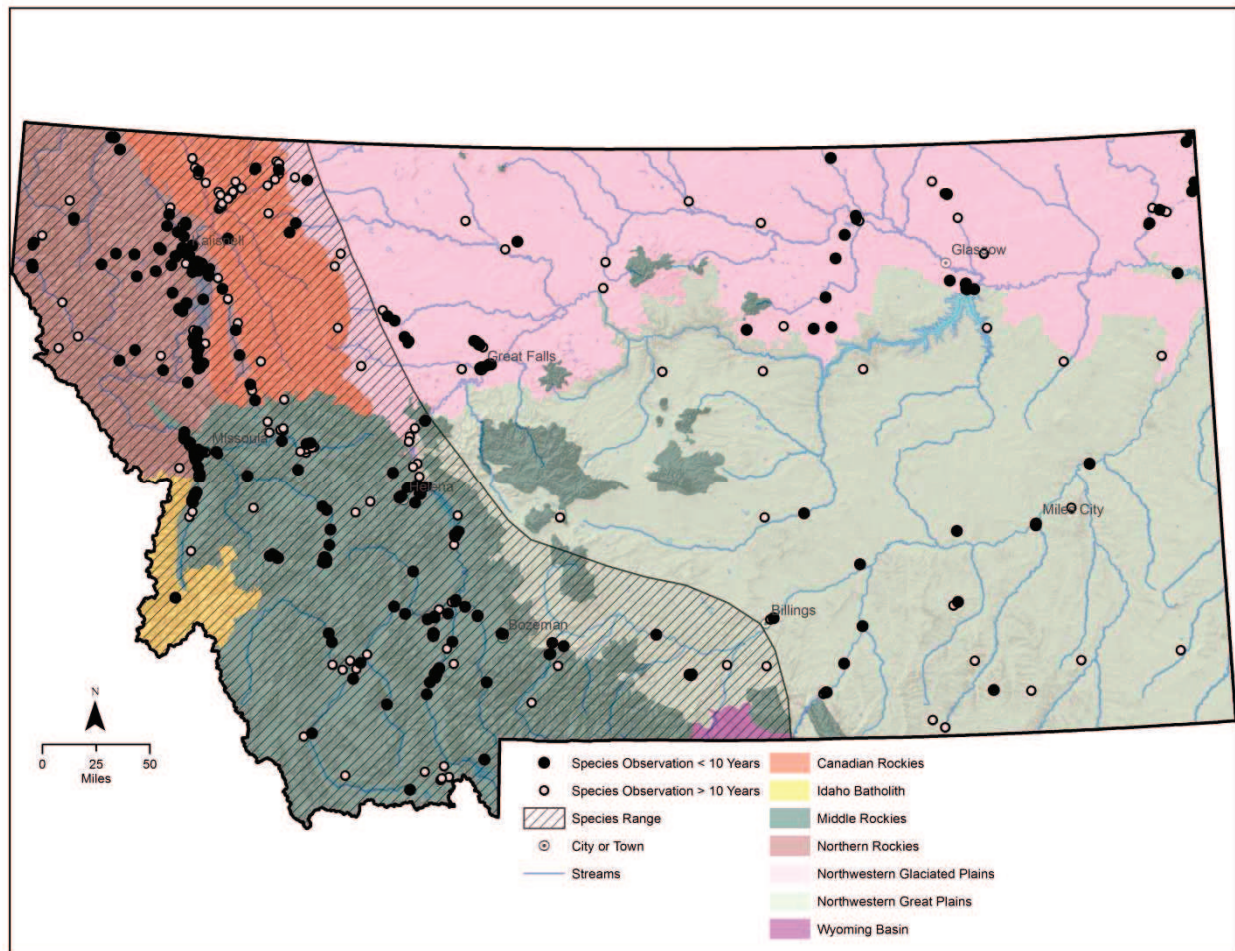 Kalispell
Glasgow
Great Falls
Missoula
Helena
Miles City
Bozeman
Billings
N
0 25 50
Miles
Species Observation < 10 Years
Species Observation > 10 Years
Species Range
City or Town
Streams
Canadian Rockies
Idaho Batholith
Middle Rockies
Northern Rockies
Northwestern Glaciated Plains
Northwestern Great Plains
Wyoming Basin